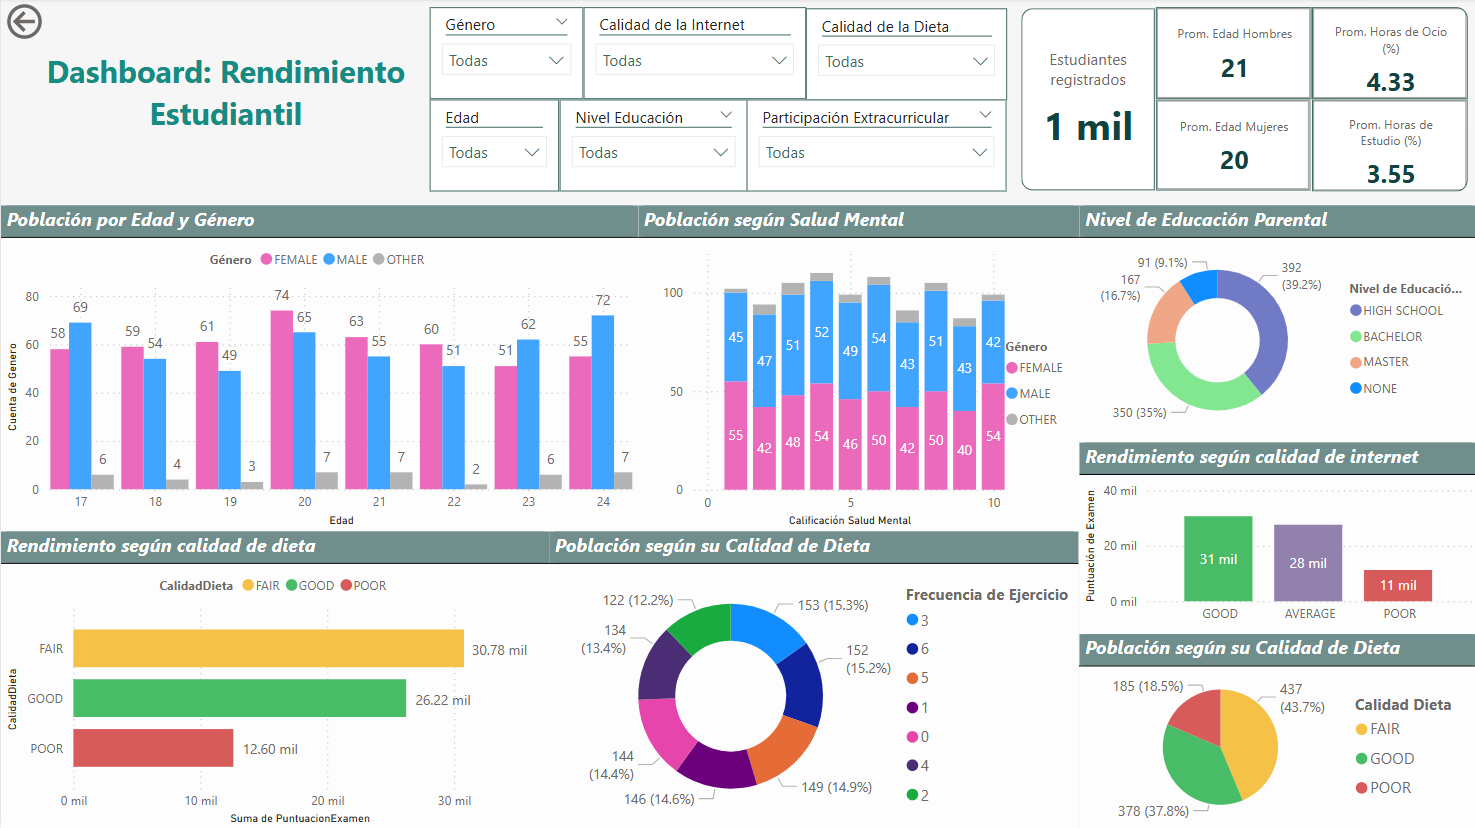 Dashboard: Rendimiento
Estudiantil
Género
Todas
Calidad de la Internet
Todas
Calidad de la Dieta
Todas
Edad
Todas
Nivel Educación
Todas
Participación Extracurricular
Todas
Estudiantes
registrados
1 mil
Prom. Edad Hombres
21
Prom. Horas de Ocio
(%)
4.33
Prom. Edad Mujeres
20
Prom. Horas de
Estudio (%)
3.55
Población por Edad y Género
Género FEMALE MALE OTHER
Cuenta de Genero
80
60
40
20
0
58 69 6
59 54 4
61 49 3
74 65 7
63 55 7
60 51 2
51 62 6
55 72 7
17 18 19 20 21 22 23 24
Edad
Población según Salud Mental
100
50
0
45 47 51 52 49 54 43 51 43 42
55 42 48 54 46 50 42 50 40 54
0 5 10
Calificación Salud Mental
Género
FEMALE
MALE
OTHER
Nivel de Educación Parental
91 (9.1%)
167
(16.7%)
392
(39.2%)
350 (35%)
Nivel de Educació...
HIGH SCHOOL
BACHELOR
MASTER
NONE
Rendimiento según calidad de internet
Puntuación de Examen
40 mil
20 mil
0 mil
31 mil
28 mil
11 mil
GOOD AVERAGE POOR
Rendimiento según calidad de dieta
CalidadDieta FAIR GOOD POOR
CalidadDieta
FAIR
30.78 mil
GOOD
26.22 mil
POOR
12.60 mil
0 mil 10 mil 20 mil 30 mil
Suma de PuntuacionExamen
Población según su Calidad de Dieta
122 (12.2%)
153 (15.3%)
134
(13.4%)
152
(15.2%)
144
(14.4%)
146 (14.6%)
149 (14.9%)
Frecuencia de Ejercicio
3
6
5
1
0
4
2
Población según su Calidad de Dieta
185 (18.5%)
437
(43.7%)
378 (37.8%)
Calidad Dieta
FAIR
GOOD
POOR